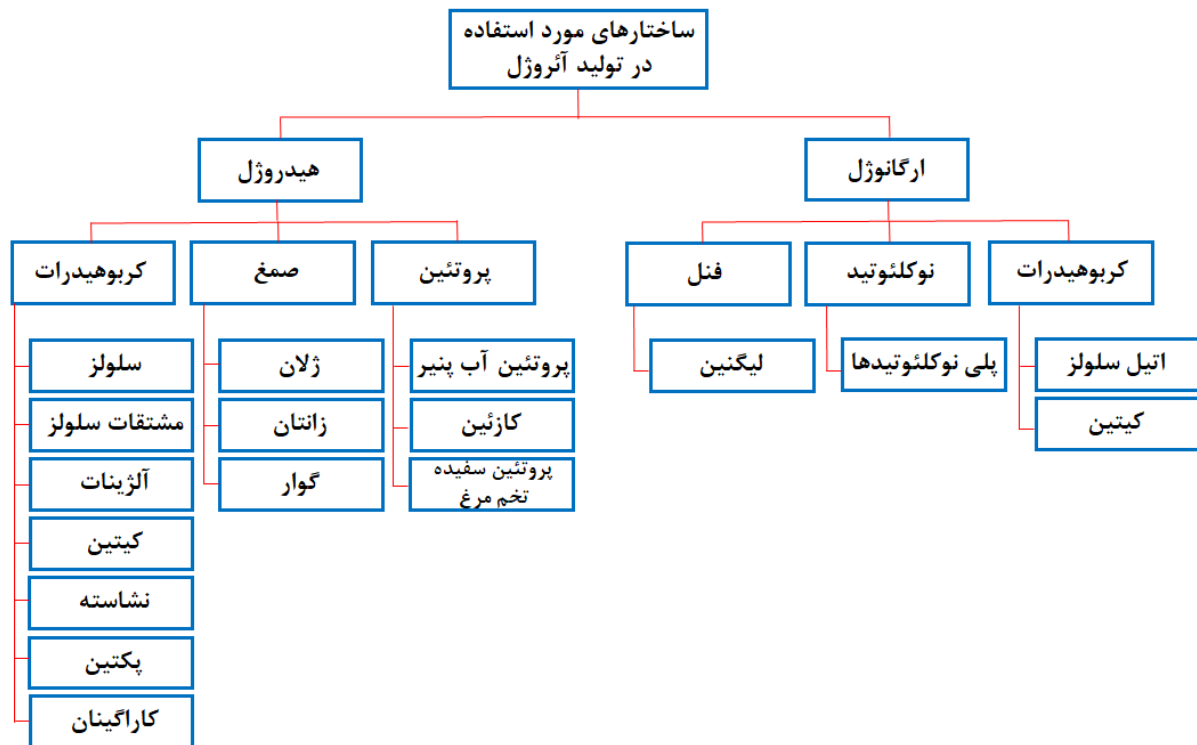 ساختارهای مورد استفاده
در تولید آئروژل
ارگانوژل
هیدروژل
کربوهیدرات
نوکلئوتید
فنل
پروتئین
صمغ
کربوهیدرات
اتیل سلولز
کیتین
پلی نوکلئوتیدها
لیگنین
پروتئین آب پنیر
کازئین
پروتئین سفیده
تخم مرغ
ژلان
زانتان
گوار
سلولز
مشتقات سلولز
آلژینات
کیتین
نشاسته
پکتین
کاراگینان